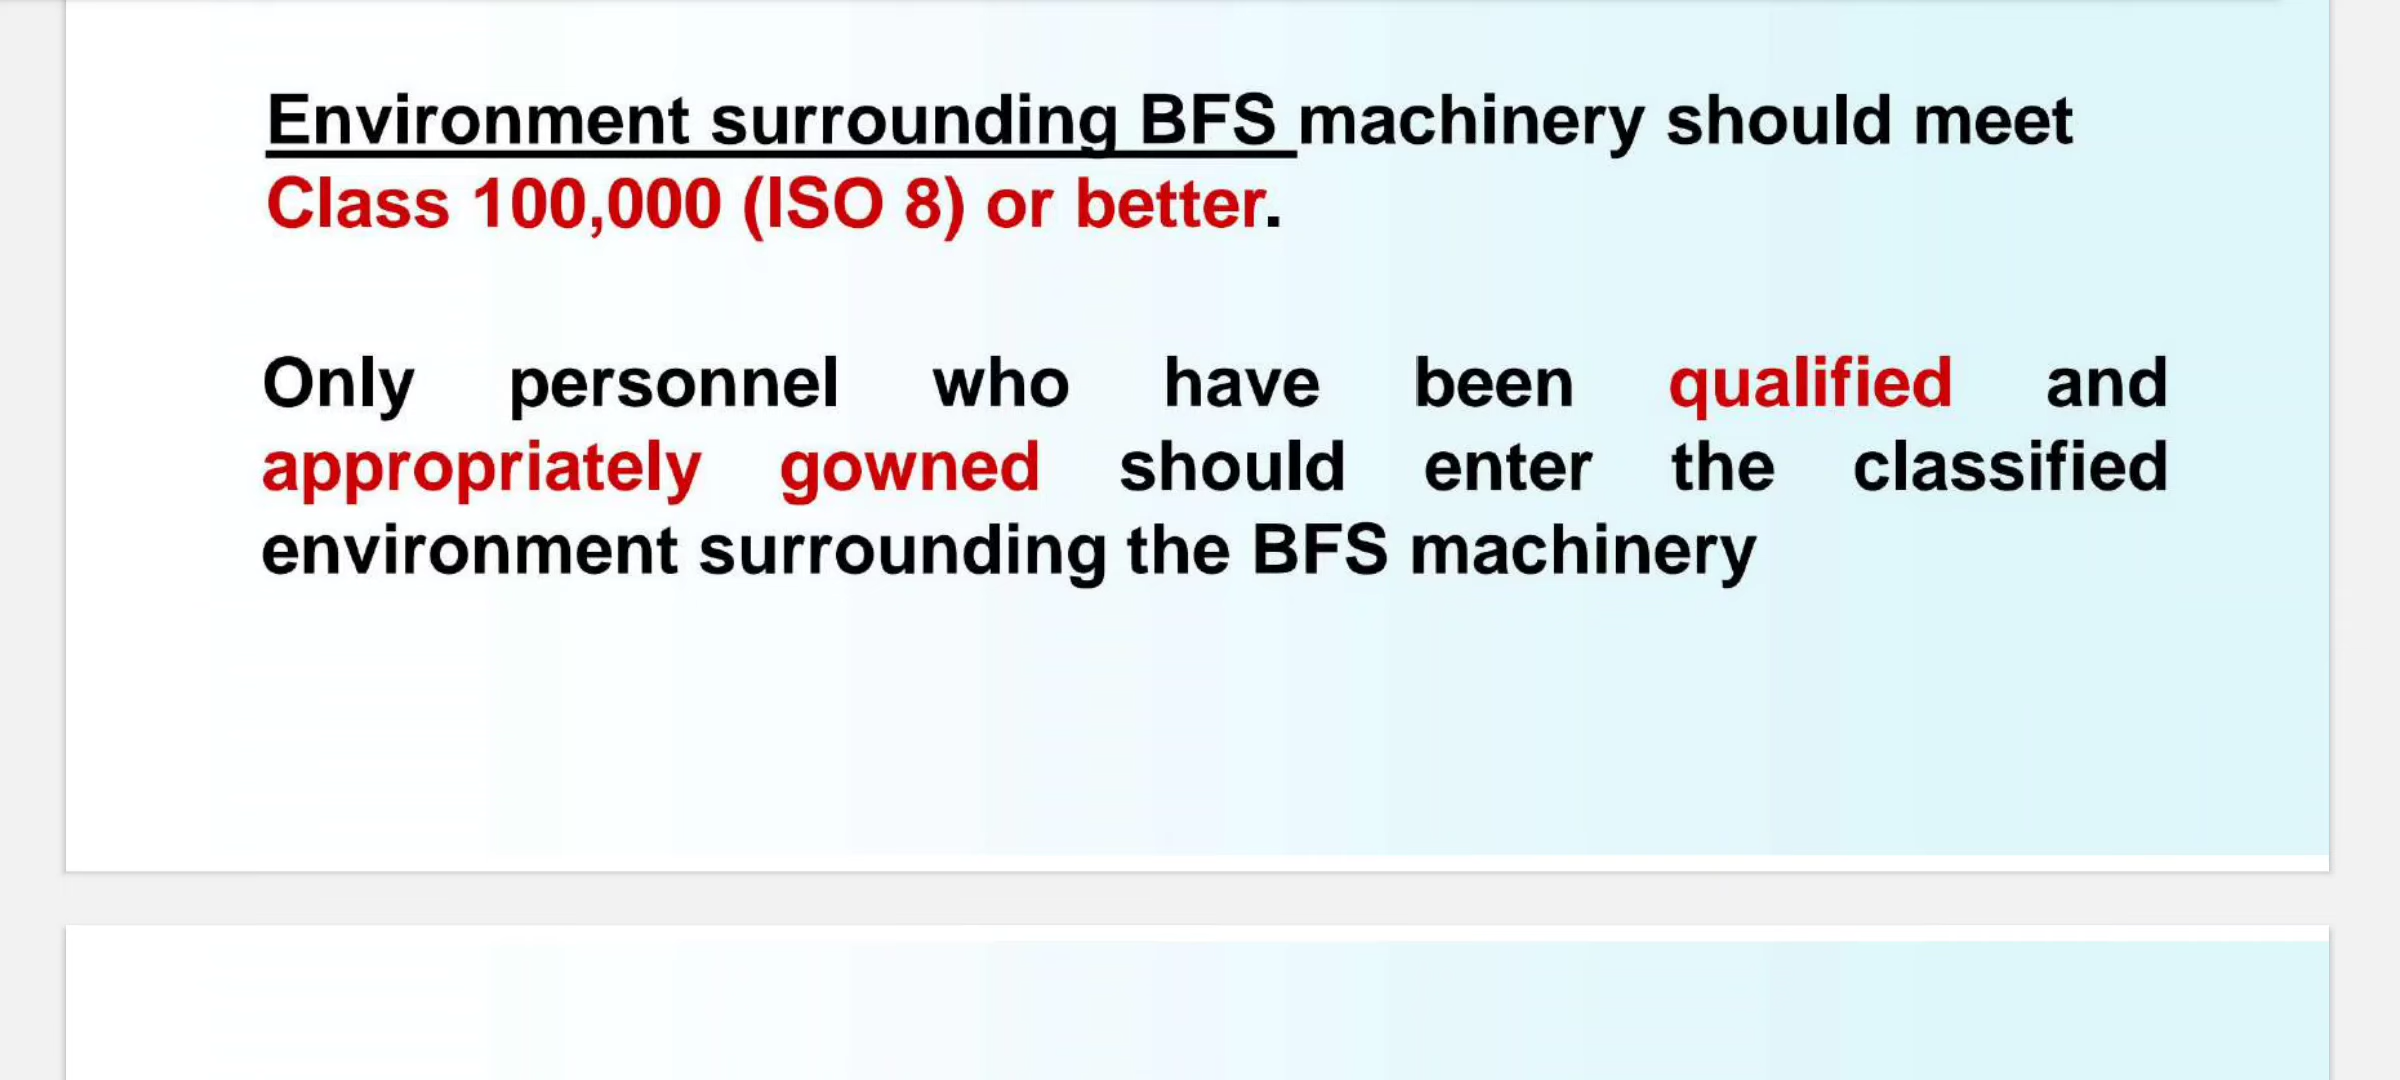 Environment surrounding BFS machinery should meet
Class 100,000 (ISO 8) or better.
Only personnel who have been qualified and
appropriately gowned should enter the classified
environment surrounding the BFS machinery